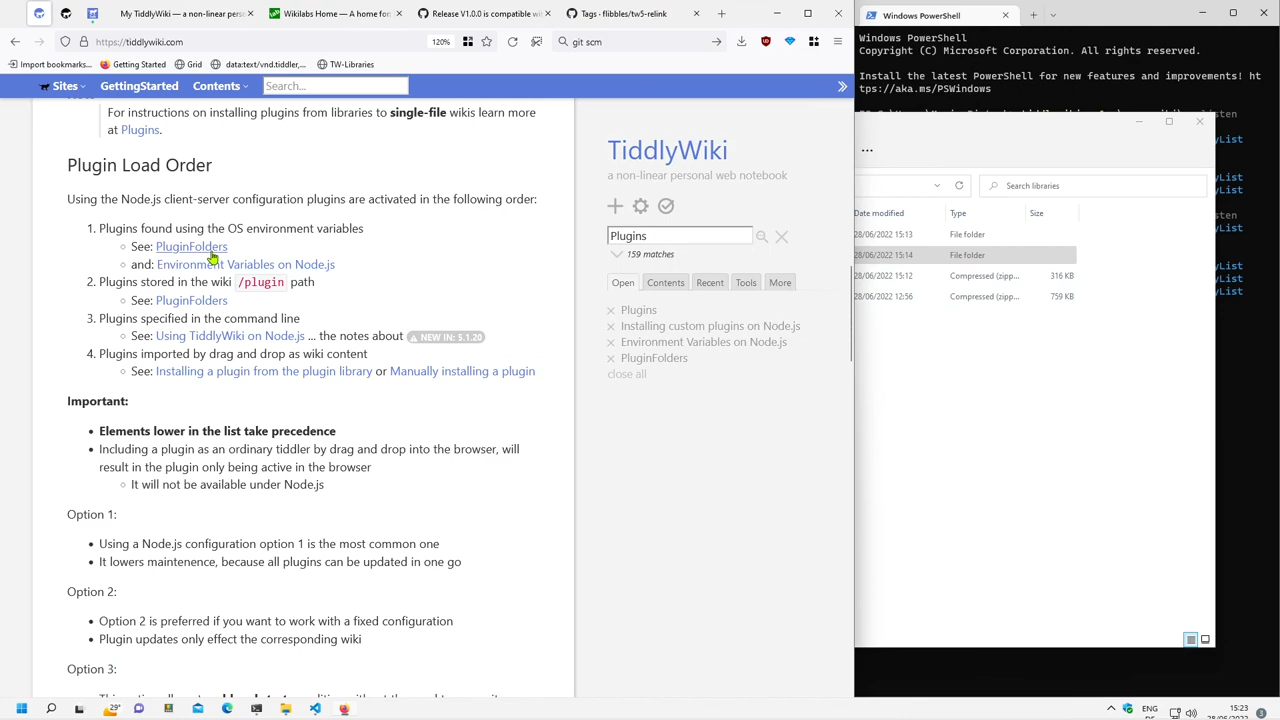 My TiddlyWiki — a non-linear perso
Wikilabs Home — A home for
Release V1.0.0 is compatible wi
Tags · flibbles/tw5-relink
https://tiddlywiki.com
120%
git scm
Import bookmarks...
Getting Started
Grid
data:text/vnd.tiddler,...
TW-Libraries
Sites
GettingStarted
Contents
Search...
For instructions on installing plugins from libraries to single-file wikis learn more
at Plugins.
Plugin Load Order
Using the Node.js client-server configuration plugins are activated in the following order:
1. Plugins found using the OS environment variables
See: PluginFolders
and: Environment Variables on Node.js
2. Plugins stored in the wiki /plugin path
See: PluginFolders
3. Plugins specified in the command line
See: Using TiddlyWiki on Node.js ... the notes about NEW IN: 5.1.20
4. Plugins imported by drag and drop as wiki content
See: Installing a plugin from the plugin library or Manually installing a plugin
Important:
Elements lower in the list take precedence
Including a plugin as an ordinary tiddler by drag and drop into the browser, will
result in the plugin only being active in the browser
It will not be available under Node.js
Option 1:
Using a Node.js configuration option 1 is the most common one
It lowers maintenence, because all plugins can be updated in one go
Option 2:
Option 2 is preferred if you want to work with a fixed configuration
Plugin updates only effect the corresponding wiki
Option 3:
TiddlyWiki
a non-linear personal web notebook
Plugins
159 matches
Open
Contents
Recent
Tools
More
Plugins
Installing custom plugins on Node.js
Environment Variables on Node.js
PluginFolders
close all
Windows PowerShell
Windows PowerShell
Copyright (C) Microsoft Corporation. All rights reserved.
Install the latest PowerShell for new features and improvements! ht
tps://aka.ms/PSWindows
...
Search libraries
Date modified
Type
Size
28/06/2022 15:13
File folder
28/06/2022 15:14
File folder
28/06/2022 15:12
Compressed (zipp...
316 KB
28/06/2022 12:56
Compressed (zipp...
759 KB
yList
yList
yList
sten
yList
yList
yList
29°
ENG
15:23
28/06/2022